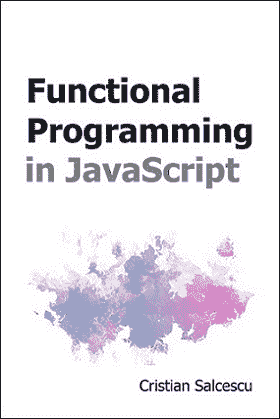 Functional
Programming
in JavaScript
Cristian Salcescu